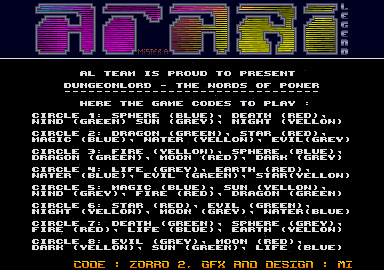 ATARI
LEGEND
MISTER.A
AL TEAM IS PROUD TO PRESENT
DUNGEONLORD - THE WORDS OF POWER
HERE THE GAME CODES TO PLAY :
CIRCLE 1: SPHERE (BLUE), DEATH (RED),
WIND (GREEN) SUN (GREY), NIGHT (YELLOW)
CIRCLE 2: DRAGON (GREEN), STAR (RED),
MAGIC (BLUE), WATER (YELLOW), EVIL(GREY)
CIRCLE 3: FIRE (YELLOW), SPHERE (BLUE),
DRAGON (GREEN), MOON (RED), DARK (GREY)
CIRCLE 4: LIFE (GREY), EARTH (RED),
WATER (BLUE), EVIL (GREEN), STAR(YELLOW)
CIRCLE 5: MAGIC(BLUE), SUN (YELLOW),
WIND (GREY), FIRE (RED), DRAGON (GREEN)
CIRCLE 6: STAR (RED), EVIL (GREEN),
NIGHT (YELLOW), MOON (GREY), WATER(BLUE)
CIRCLE 7: DEATH (GREEN), SPHERE (GREY),
FIRE (RED), LIFE (BLUE), EARTH (YELLOW)
CIRCLE 8: EVIL (GREY), MOON (RED),
DARK (YELLOW), SUN (GREEN), LIFE (BLUE)
CODE : ZORRO 2, GFX AND DESIGN : MI